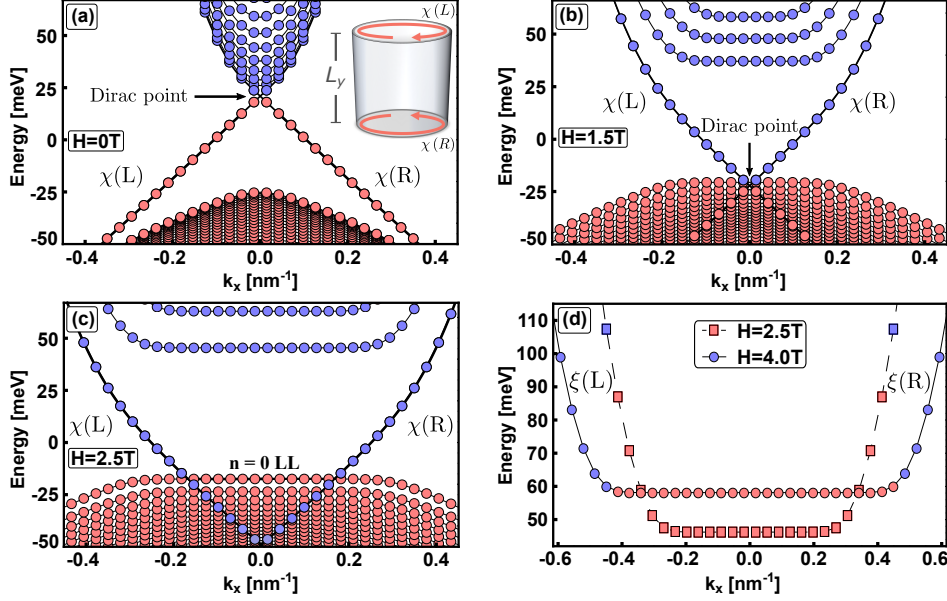 (a)
χ(L)
L_y
χ(R)
Dirac point
H=0T
χ(L)
χ(R)
Energy [meV]
50
25
0
-25
-50
-0.4 -0.2 0.0 0.2 0.4
k_x [nm⁻¹]
(b)
χ(L)
χ(R)
Dirac point
H=1.5T
Energy [meV]
50
25
0
-25
-50
-0.4 -0.2 0.0 0.2 0.4
k_x [nm⁻¹]
(c)
χ(L)
χ(R)
H=2.5T
n = 0 LL
Energy [meV]
50
25
0
-25
-50
-0.4 -0.2 0.0 0.2 0.4
k_x [nm⁻¹]
(d)
H=2.5T
H=4.0T
ξ(L)
ξ(R)
Energy [meV]
110
100
90
80
70
60
50
-0.6 -0.4 -0.2 0.0 0.2 0.4 0.6
k_x [nm⁻¹]